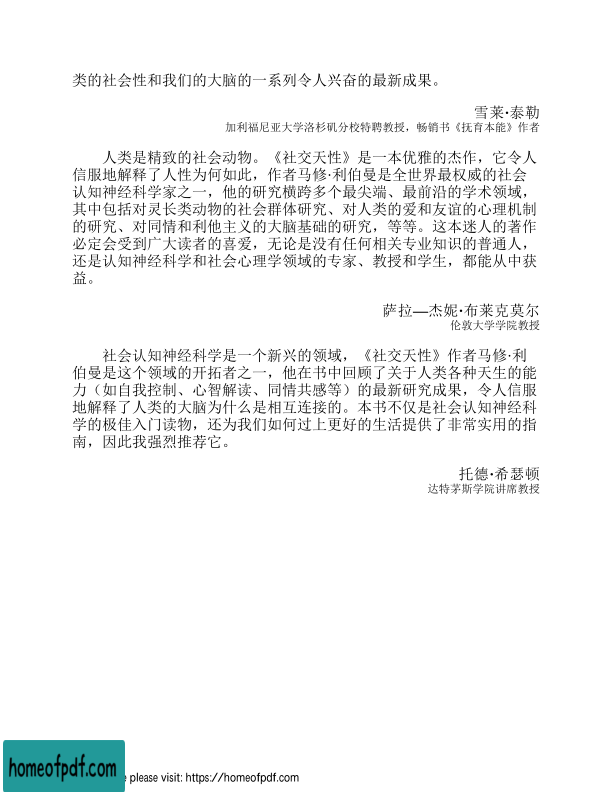 类的社会性和我们的大脑的一系列令人兴奋的最新成果。
雪莱·泰勒
加利福尼亚大学洛杉矶分校特聘教授，畅销书《抚育本能》作者
人类是精致的社会动物。《社交天性》是一本优雅的杰作，它令人
信服地解释了人性为何如此，作者马修·利伯曼是全世界最权威的社会
认知神经科学家之一，他的研究横跨多个最尖端、最前沿的学术领域，
其中包括对灵长类动物的社会群体研究、对人类的爱和友谊的心理机制
的研究、对同情和利他主义的大脑基础的研究，等等。这本迷人的著作
必定会受到广大读者的喜爱，无论是没有任何相关专业知识的普通人，
还是认知神经科学和社会心理学领域的专家、教授和学生，都能从中获
益。
萨拉—杰妮·布莱克莫尔
伦敦大学学院教授
社会认知神经科学是一个新兴的领域，《社交天性》作者马修·利
伯曼是这个领域的开拓者之一，他在书中回顾了关于人类各种天生的能
力（如自我控制、心智解读、同情共感等）的最新研究成果，令人信服
地解释了人类的大脑为什么是相互连接的。本书不仅是社会认知神经科
学的极佳入门读物，还为我们如何过上更好的生活提供了非常实用的指
南，因此我强烈推荐它。
托德·希瑟顿
达特茅斯学院讲席教授
homeofpdf.com
e please visit: https://homeofpdf.com